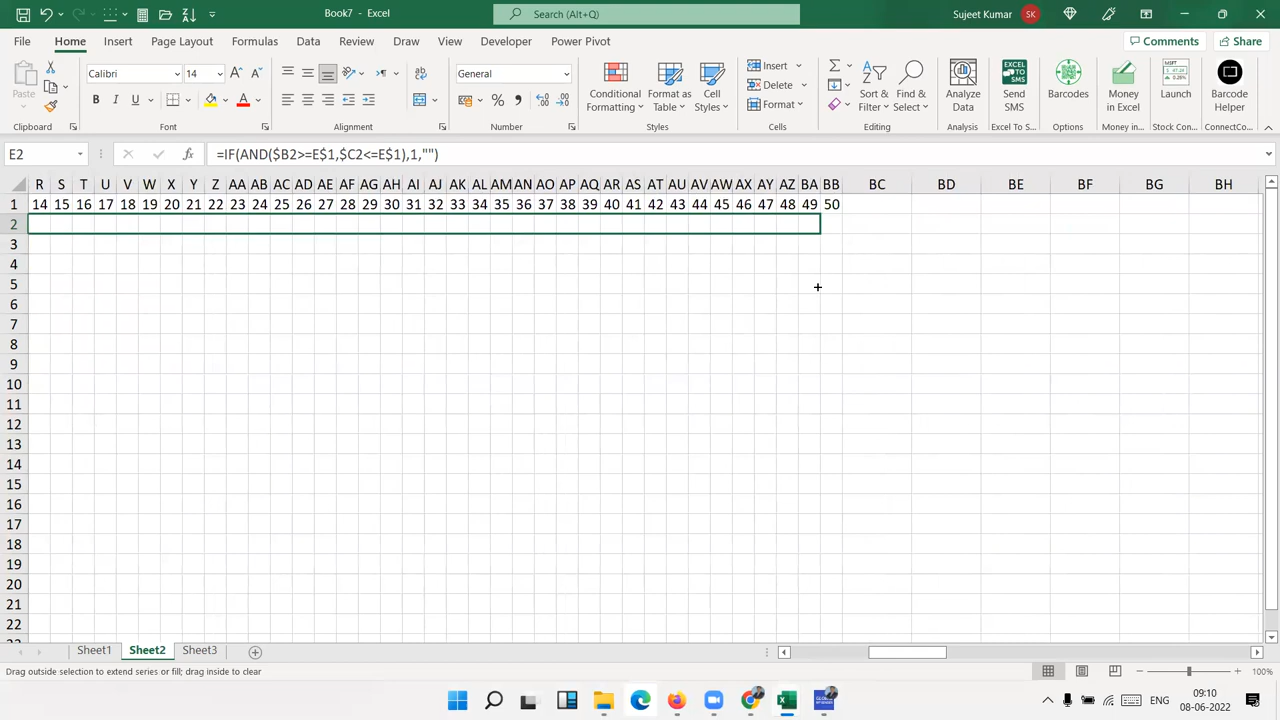 Book7 - Excel
Search (Alt+Q)
Sujeet Kumar
SK
File Home Insert Page Layout Formulas Data Review View Draw Developer Power Pivot
Comments Share
Paste
Calibri 14
General
Conditional Formatting
Format as Table
Cell Styles
Insert
Delete
Format
Sort & Filter
Find & Select
Analyze Data
Send SMS
Barcodes
Money in Excel
Launch
Barcode Helper
Clipboard Font Alignment Number Styles Cells Editing Analysis Excel To S... Options Money in ... Stock Con... ConnectCo...
E2 fx =IF(AND($B2>=E$1,$C2<=E$1),1,"")
R S T U V W X Y Z AA AB AC AD AE AF AG AH AI AJ AK AL AM AN AO AP AQ AR AS AT AU AV AW AX AY AZ BA BB BC BD BE BF BG BH
1 14 15 16 17 18 19 20 21 22 23 24 25 26 27 28 29 30 31 32 33 34 35 36 37 38 39 40 41 42 43 44 45 46 47 48 49 50
2
3
4
5
6
7
8
9
10
11
12
13
14
15
16
17
18
19
20
21
22
Sheet1 Sheet2 Sheet3
Drag outside selection to extend series or fill; drag inside to clear
100%
ENG
09:10
08-06-2022